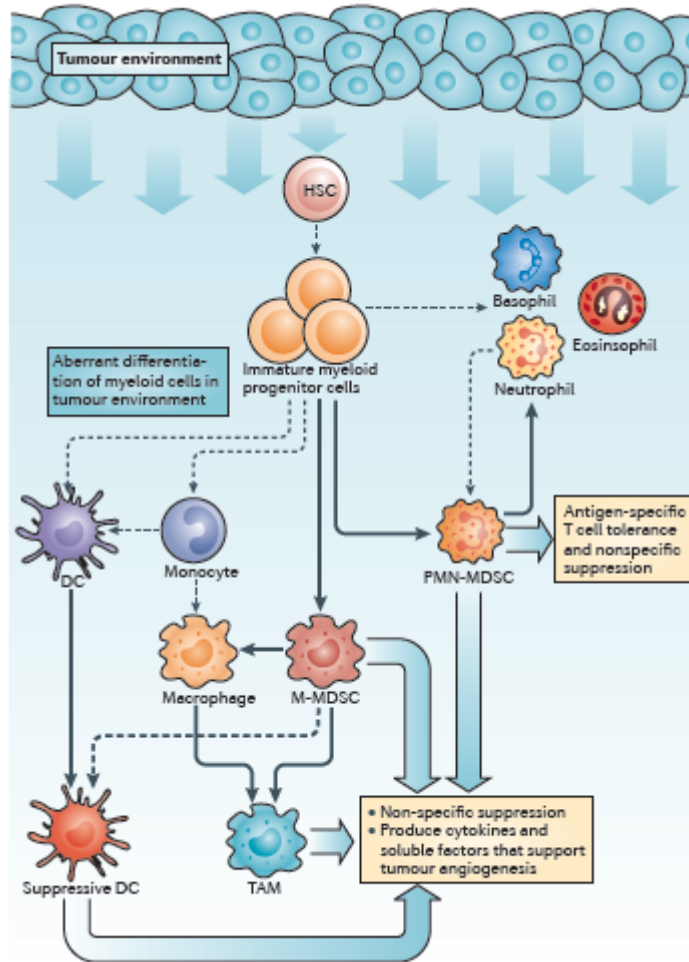 Tumour environment
HSC
Basophil
Eosinsophil
Neutrophil
Immature myeloid
progenitor cells
Aberrant differentia-
tion of myeloid cells in
tumour environment
DC
Monocyte
PMN-MDSC
Antigen-specific
T cell tolerance
and nonspecific
suppression
Macrophage
M-MDSC
Suppressive DC
TAM
• Non-specific suppression
• Produce cytokines and
soluble factors that support
tumour angiogenesis